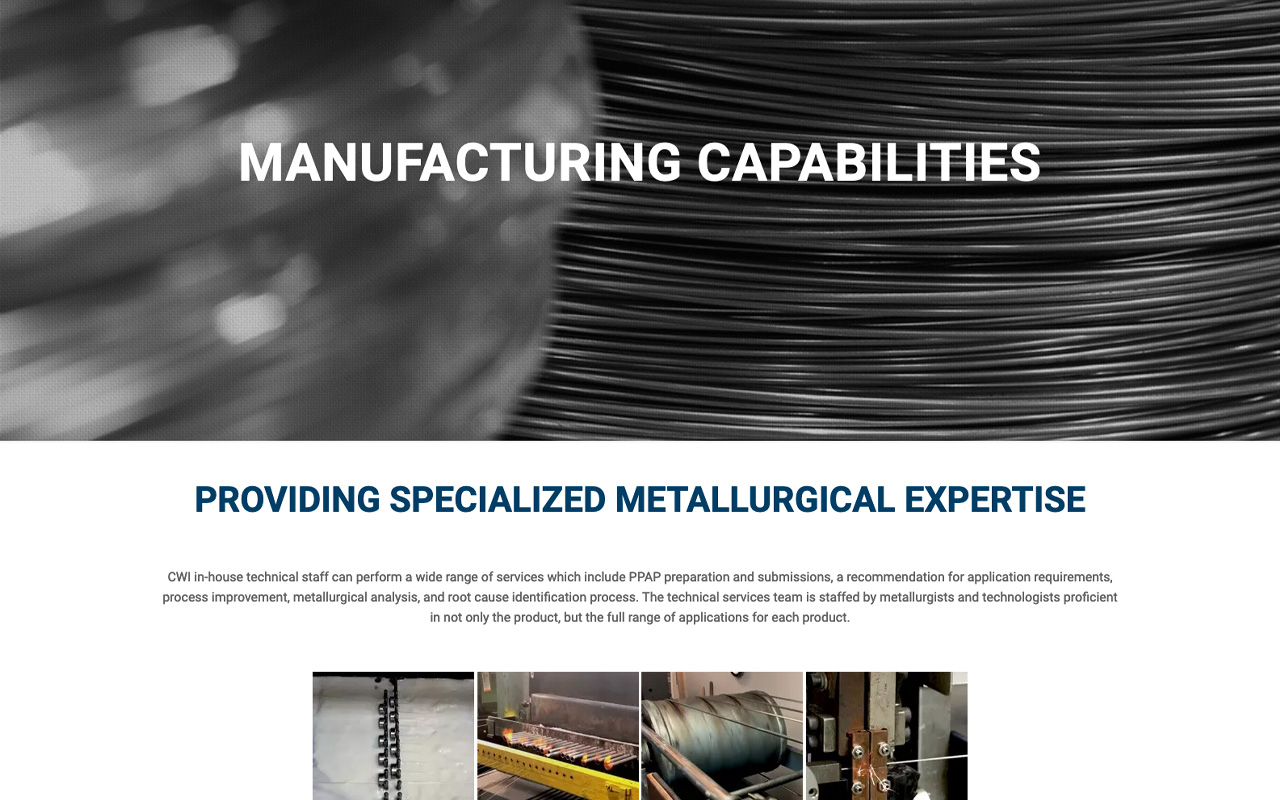 MANUFACTURING CAPABILITIES
PROVIDING SPECIALIZED METALLURGICAL EXPERTISE
CWI in-house technical staff can perform a wide range of services which include PPAP preparation and submissions, a recommendation for application requirements,
process improvement, metallurgical analysis, and root cause identification process. The technical services team is staffed by metallurgists and technologists proficient
in not only the product, but the full range of applications for each product.